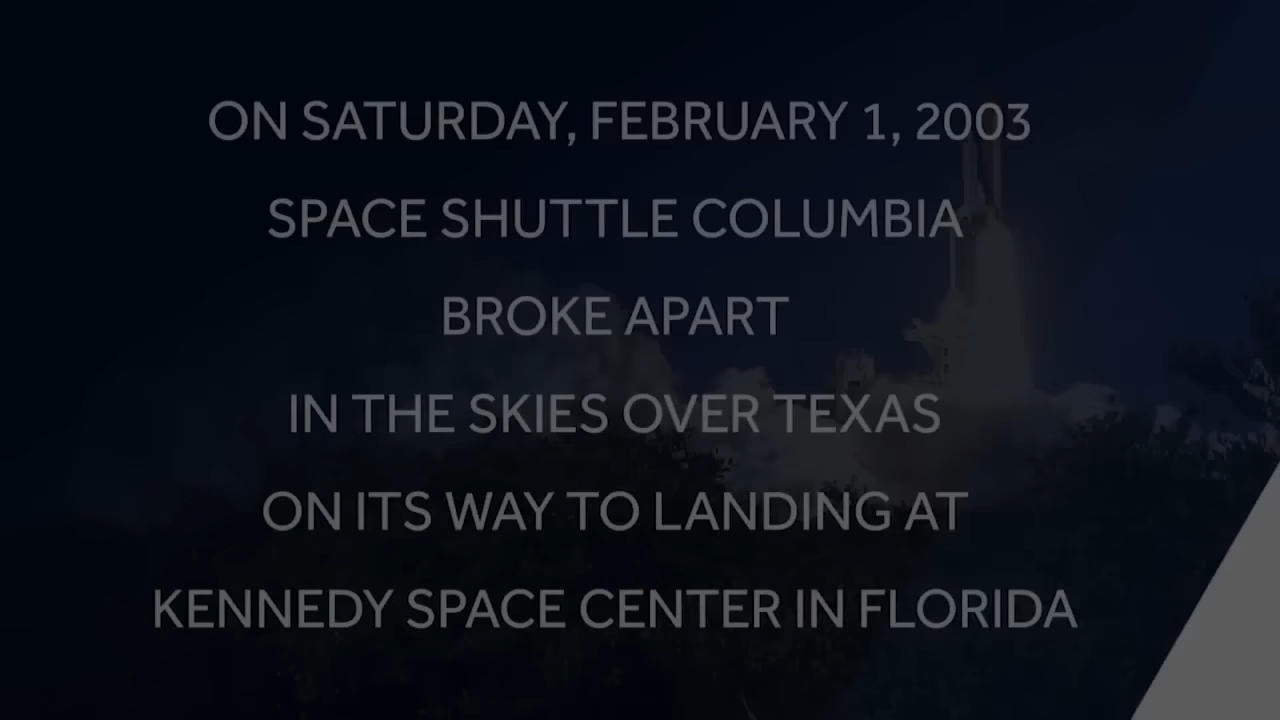 ON SATURDAY, FEBRUARY 1, 2003
SPACE SHUTTLE COLUMBIA
BROKE APART
IN THE SKIES OVER TEXAS
ON ITS WAY TO LANDING AT
KENNEDY SPACE CENTER IN FLORIDA